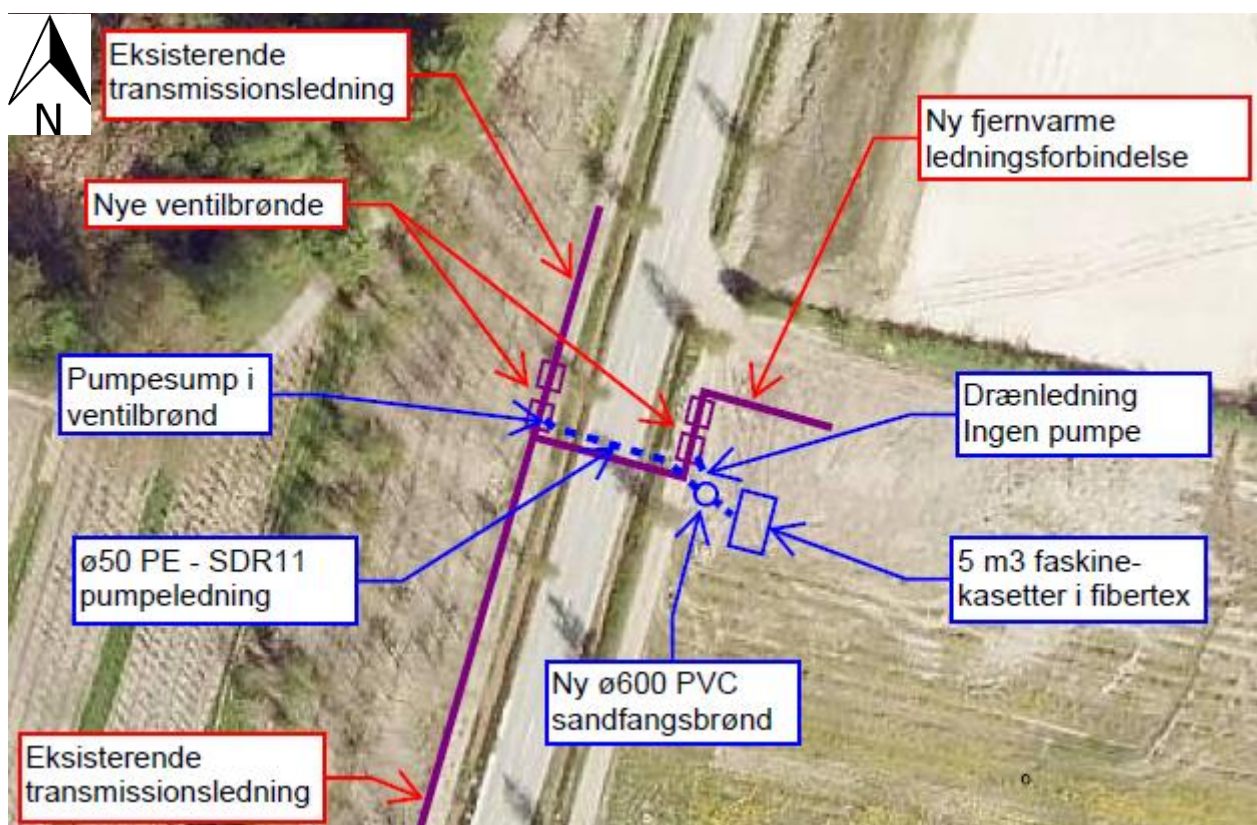 N
Eksisterende
transmissionsledning
Ny fjernvarme
ledningsforbindelse
Nye ventilbrønde
Pumpesump i
ventilbrønd
Drænledning
Ingen pumpe
ø50 PE - SDR11
pumpeledning
5 m3 faskine-
kasetter i fibertex
Ny ø600 PVC
sandfangsbrønd
Eksisterende
transmissionsledning